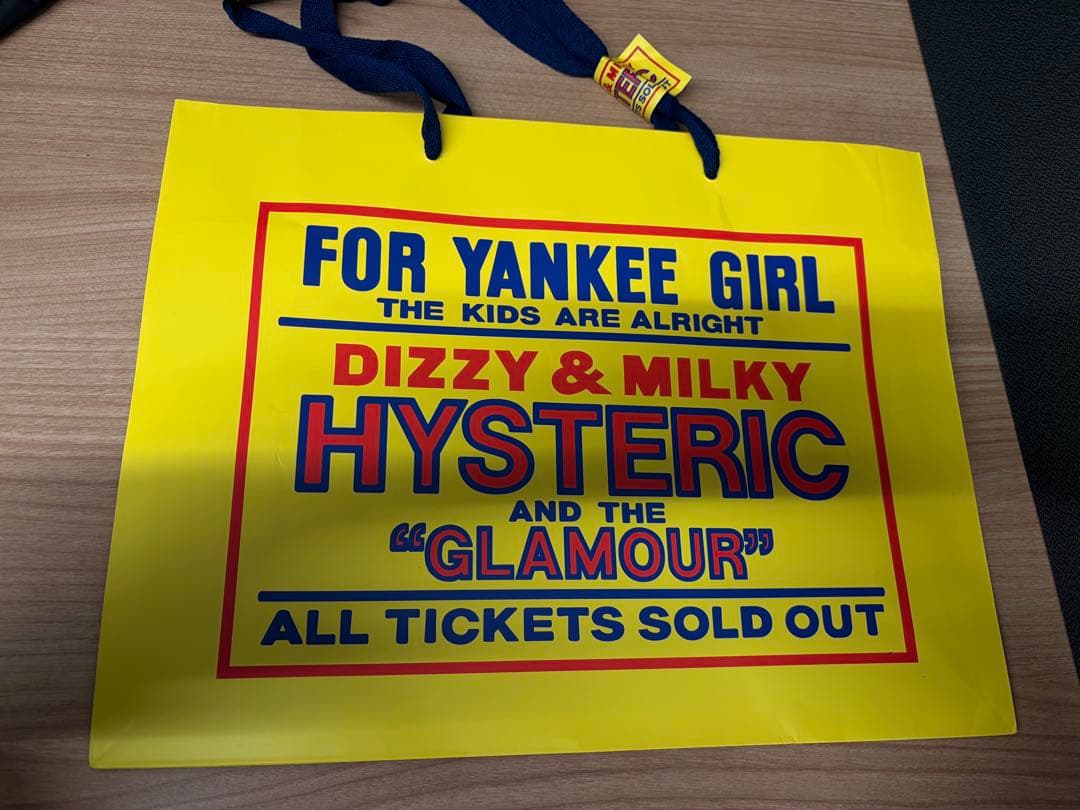 FOR YANKEE GIRL
THE KIDS ARE ALRIGHT
DIZZY & MILKY
HYSTERIC
AND THE
“GLAMOUR”
ALL TICKETS SOLD OUT